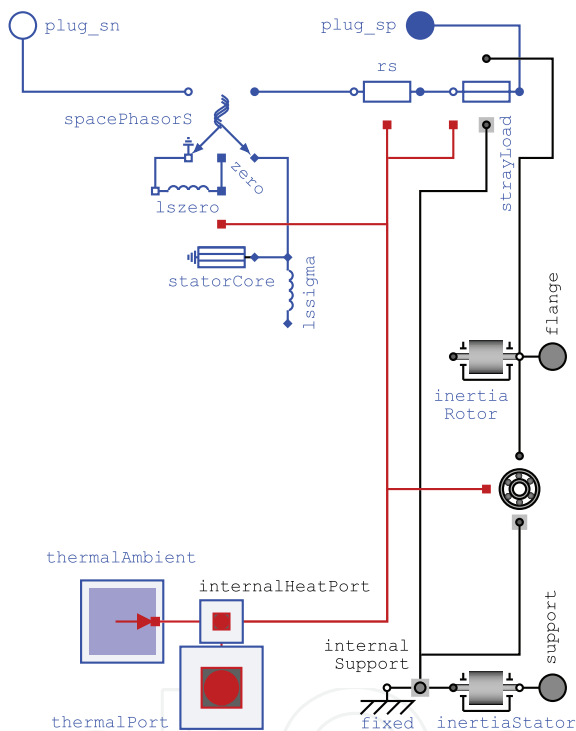 plug_sn
plug_sp
rs
spacePhasorS
strayLoad
zero
lszero
statorCore
lssigma
flange
inertia
Rotor
thermalAmbient
internalHeatPort
support
internal
Support
thermalPort
fixed
inertiaStator